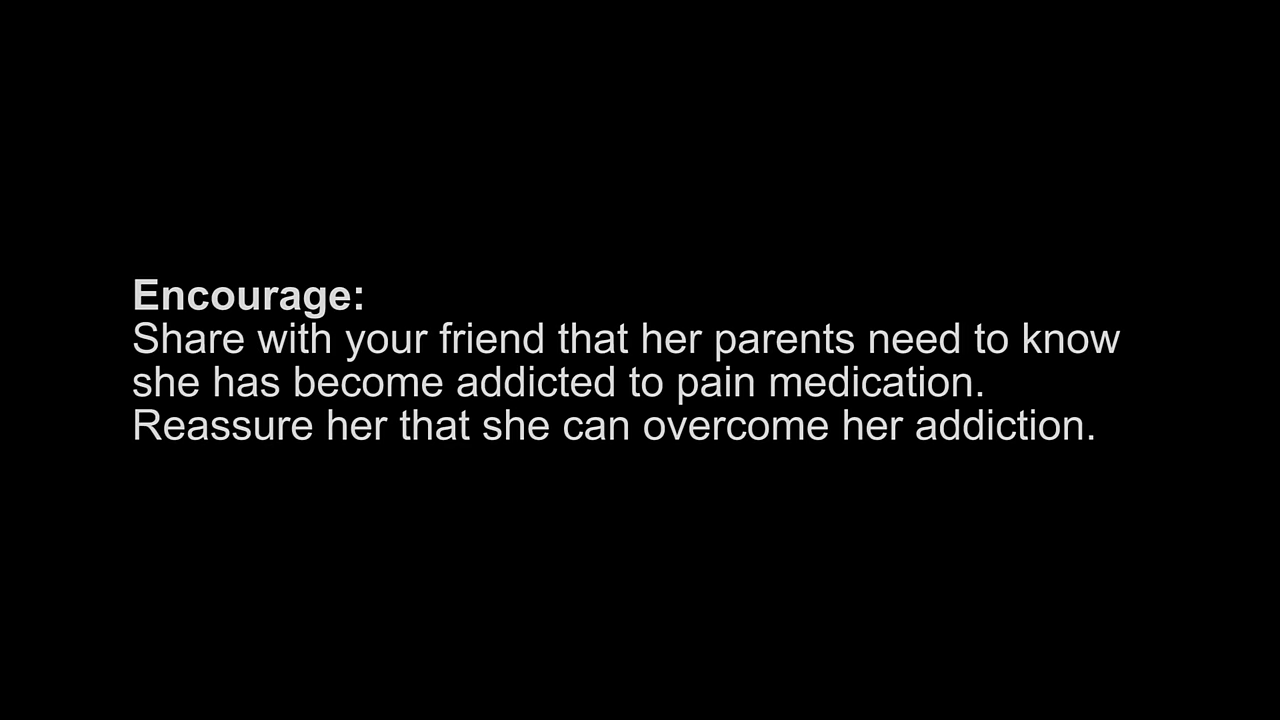 Encourage:
Share with your friend that her parents need to know
she has become addicted to pain medication.
Reassure her that she can overcome her addiction.